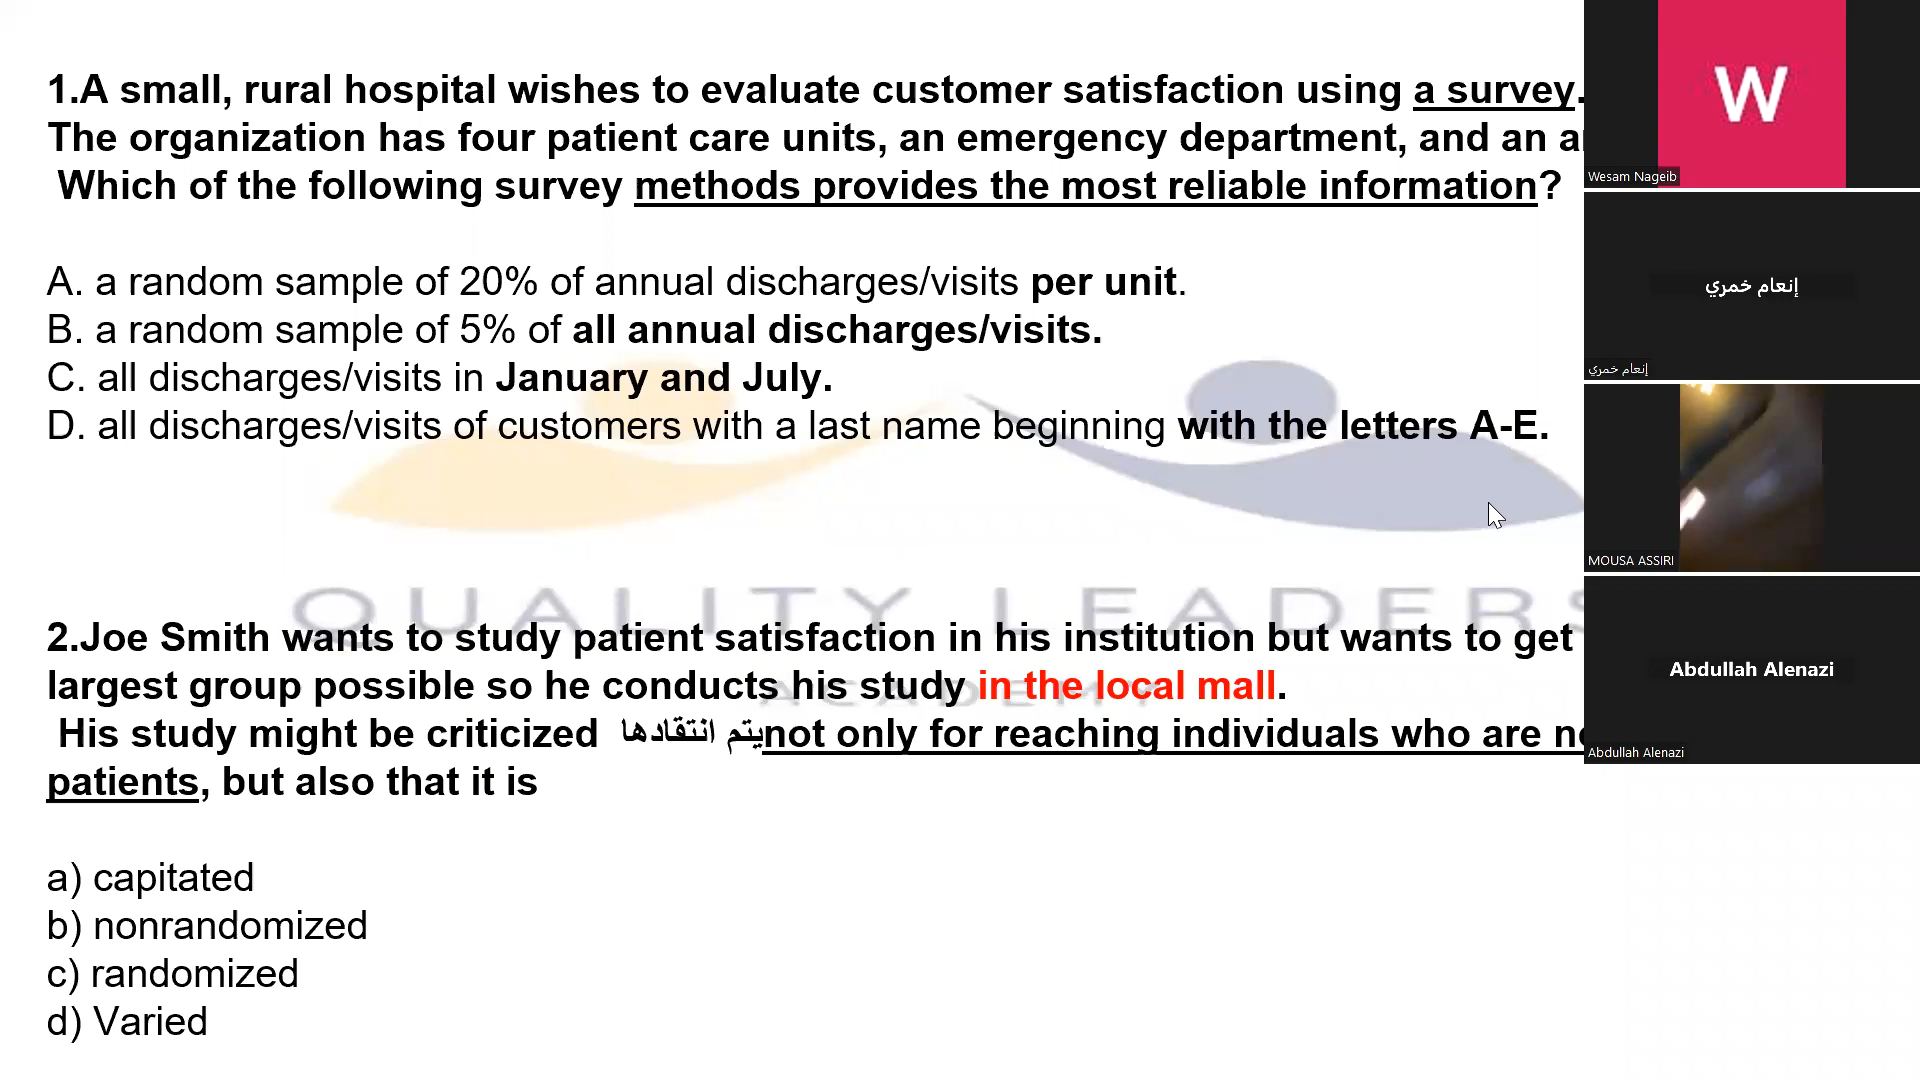 1.A small, rural hospital wishes to evaluate customer satisfaction using a survey.
The organization has four patient care units, an emergency department, and an
Which of the following survey methods provides the most reliable information?
A. a random sample of 20% of annual discharges/visits per unit.
B. a random sample of 5% of all annual discharges/visits.
C. all discharges/visits in January and July.
D. all discharges/visits of customers with a last name beginning with the letters A-E.
QUALITY LEADERS
ACADEMY
2.Joe Smith wants to study patient satisfaction in his institution but wants to get
largest group possible so he conducts his study in the local mall.
His study might be criticized يتم انتقادها not only for reaching individuals who are
patients, but also that it is
a) capitated
b) nonrandomized
c) randomized
d) Varied
W
Wesam Nageib
إنعام خمري
إنعام خمري
MOUSA ASSIRI
Abdullah Alenazi
Abdullah Alenazi